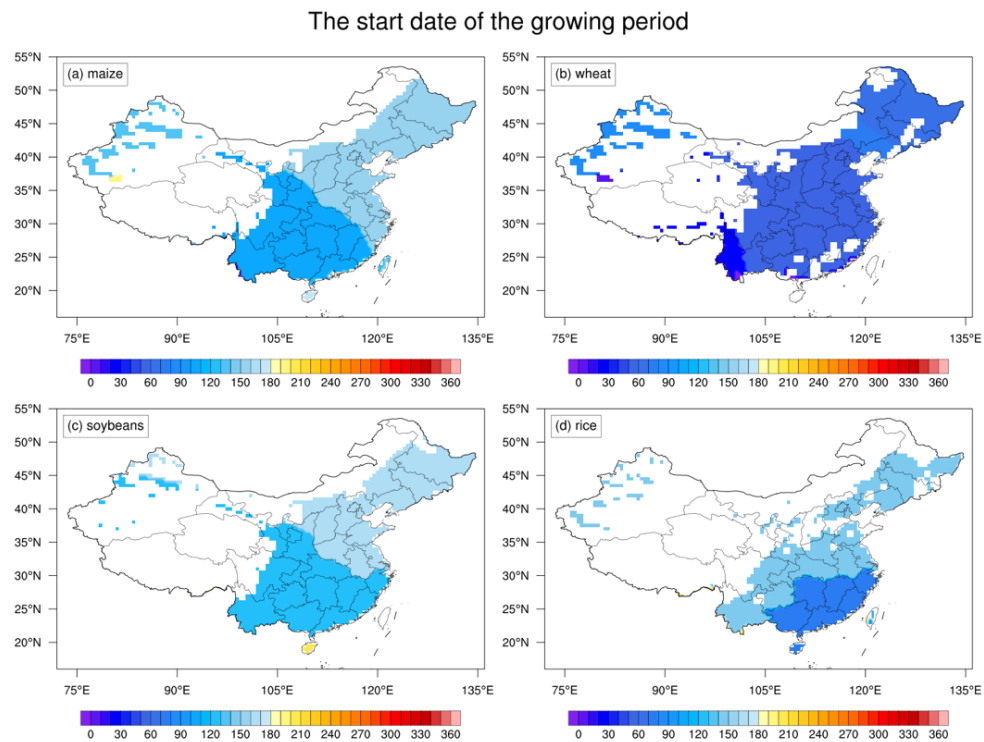 The start date of the growing period
55°N
50°N
45°N
40°N
35°N
30°N
25°N
20°N
(a) maize
75°E 90°E 105°E 120°E 135°E
0 30 60 90 120 150 180 210 240 270 300 330 360
55°N
50°N
45°N
40°N
35°N
30°N
25°N
20°N
(b) wheat
75°E 90°E 105°E 120°E 135°E
0 30 60 90 120 150 180 210 240 270 300 330 360
55°N
50°N
45°N
40°N
35°N
30°N
25°N
20°N
(c) soybeans
75°E 90°E 105°E 120°E 135°E
0 30 60 90 120 150 180 210 240 270 300 330 360
55°N
50°N
45°N
40°N
35°N
30°N
25°N
20°N
(d) rice
75°E 90°E 105°E 120°E 135°E
0 30 60 90 120 150 180 210 240 270 300 330 360